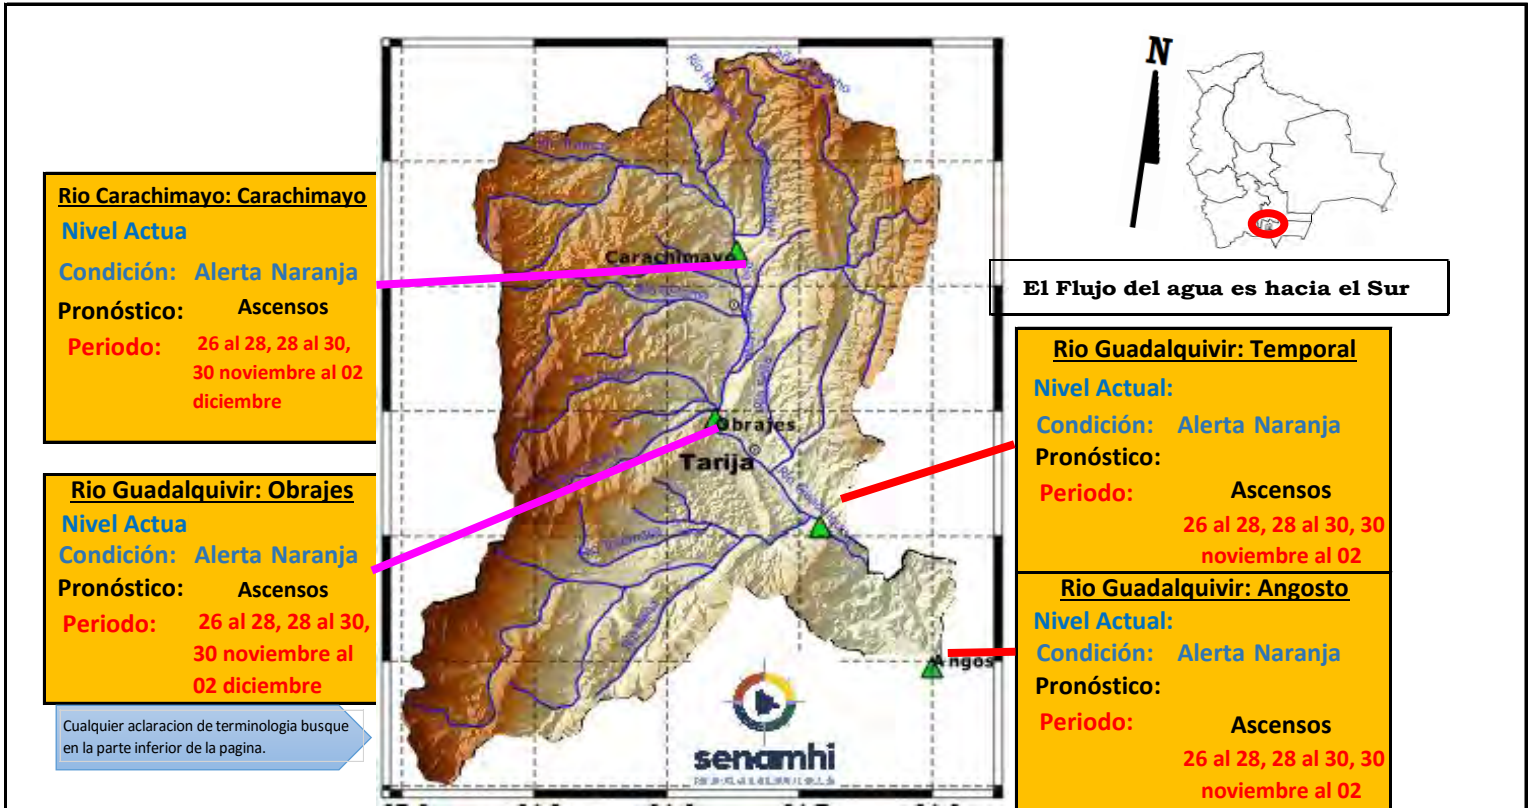 N
Rio Carachimayo: Carachimayo
Nivel Actua
Condición: Alerta Naranja
Pronóstico: Ascensos
Periodo: 26 al 28, 28 al 30,
30 noviembre al 02
diciembre
Rio Guadalquivir: Obrajes
Nivel Actua
Condición: Alerta Naranja
Pronóstico: Ascensos
Periodo: 26 al 28, 28 al 30,
30 noviembre al
02 diciembre
Cualquier aclaracion de terminologia busque
en la parte inferior de la pagina.
Carachimayo
Obrajes
Tarija
Angos
senamhi
El Flujo del agua es hacia el Sur
Rio Guadalquivir: Temporal
Nivel Actual:
Condición: Alerta Naranja
Pronóstico:
Periodo: Ascensos
26 al 28, 28 al 30, 30
noviembre al 02
Rio Guadalquivir: Angosto
Nivel Actual:
Condición: Alerta Naranja
Pronóstico:
Periodo: Ascensos
26 al 28, 28 al 30, 30
noviembre al 02